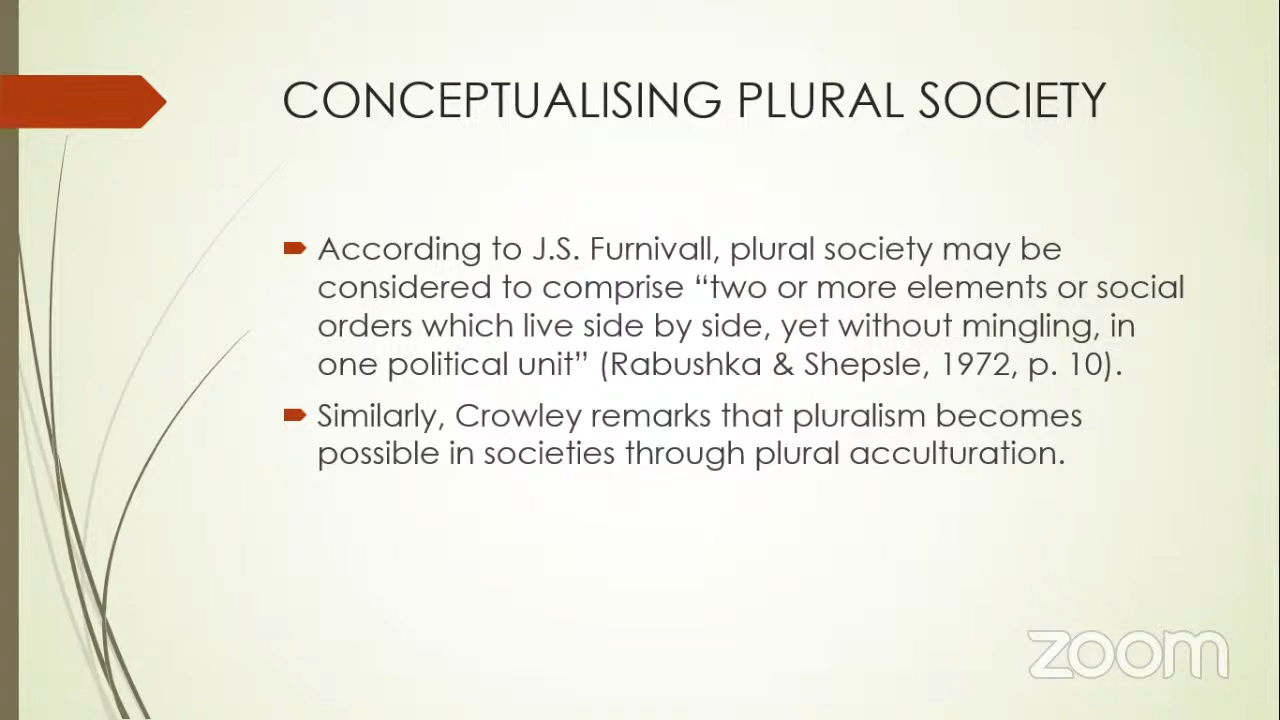 CONCEPTUALISING PLURAL SOCIETY
According to J.S. Furnivall, plural society may be
considered to comprise “two or more elements or social
orders which live side by side, yet without mingling, in
one political unit” (Rabushka & Shepsle, 1972, p. 10).
Similarly, Crowley remarks that pluralism becomes
possible in societies through plural acculturation.
zoom